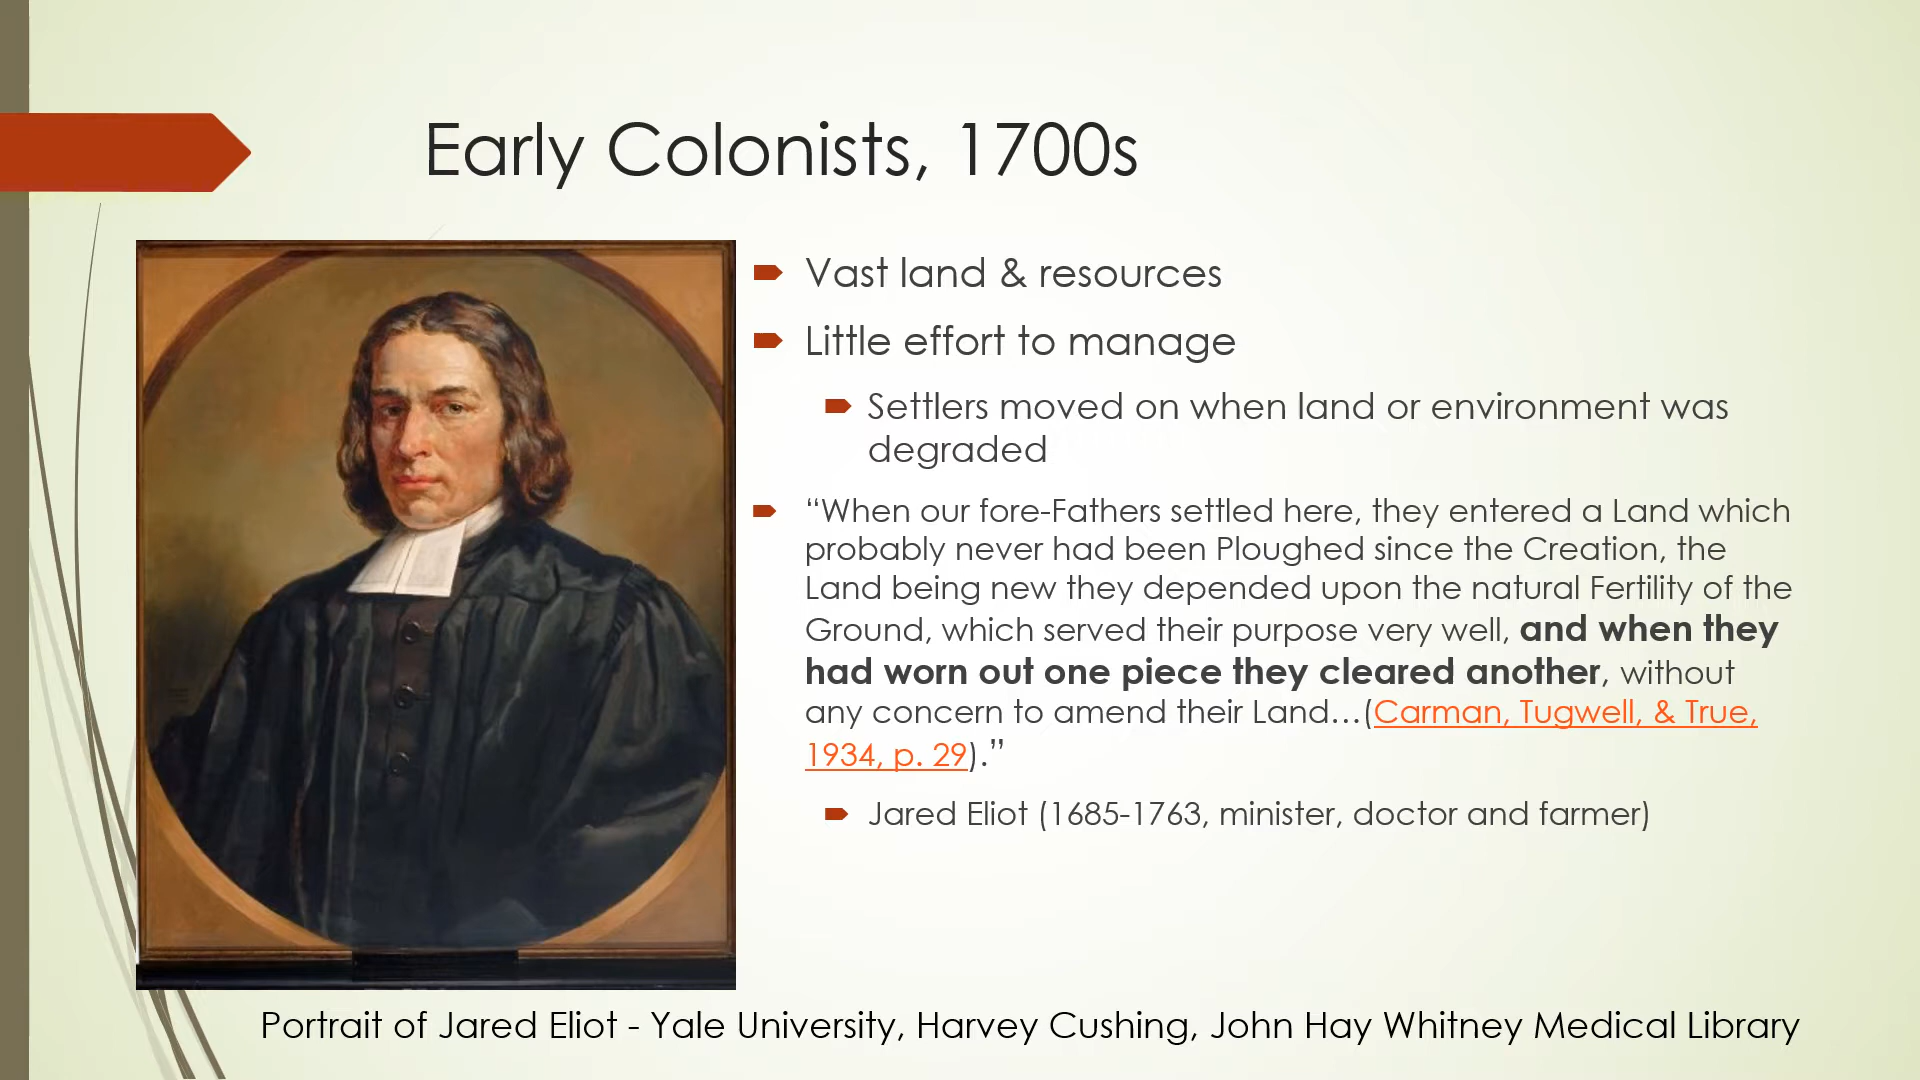 Early Colonists, 1700s
Vast land & resources
Little effort to manage
Settlers moved on when land or environment was
degraded
“When our fore-Fathers settled here, they entered a Land which
probably never had been Ploughed since the Creation, the
Land being new they depended upon the natural Fertility of the
Ground, which served their purpose very well, and when they
had worn out one piece they cleared another, without
any concern to amend their Land…(Carman, Tugwell, & True,
1934, p. 29).”
Jared Eliot (1685-1763, minister, doctor and farmer)
Portrait of Jared Eliot - Yale University, Harvey Cushing, John Hay Whitney Medical Library